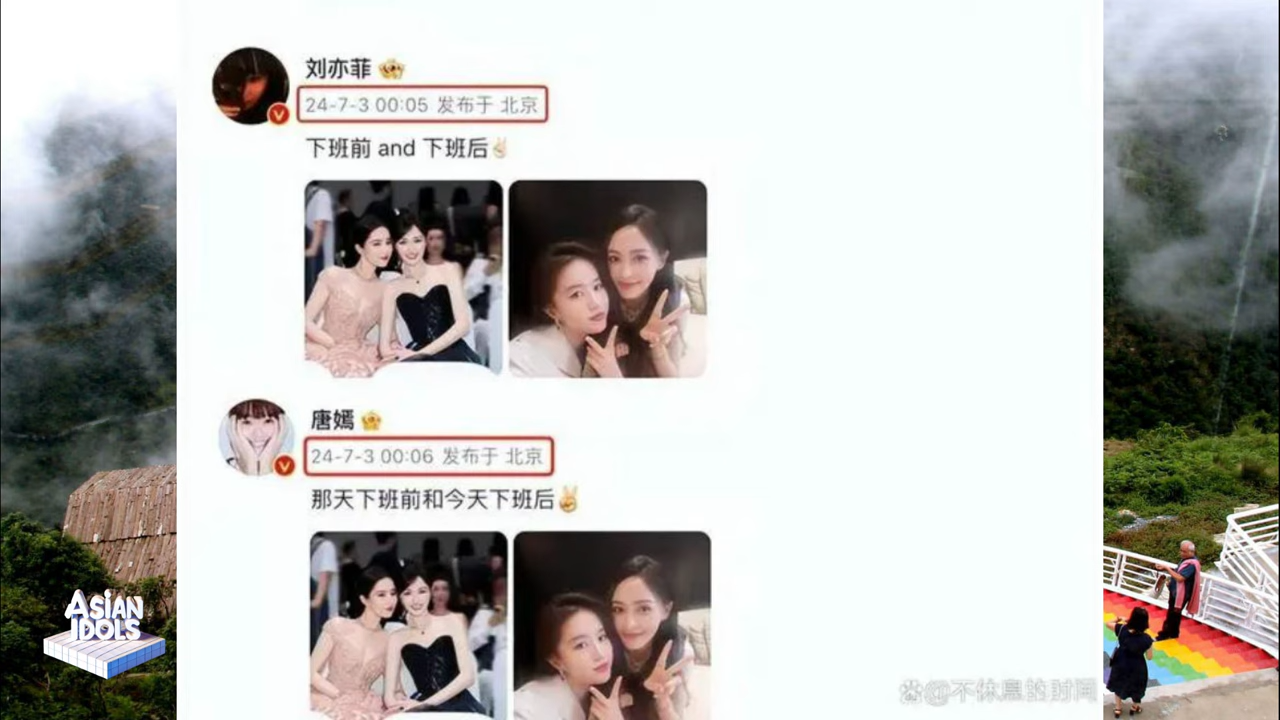 刘亦菲
24-7-3 00:05 发布于 北京
下班前 and 下班后✌🏻
唐嫣
24-7-3 00:06 发布于 北京
那天下班前和今天下班后✌
ASIAN
IDOLS
@不休息的时间